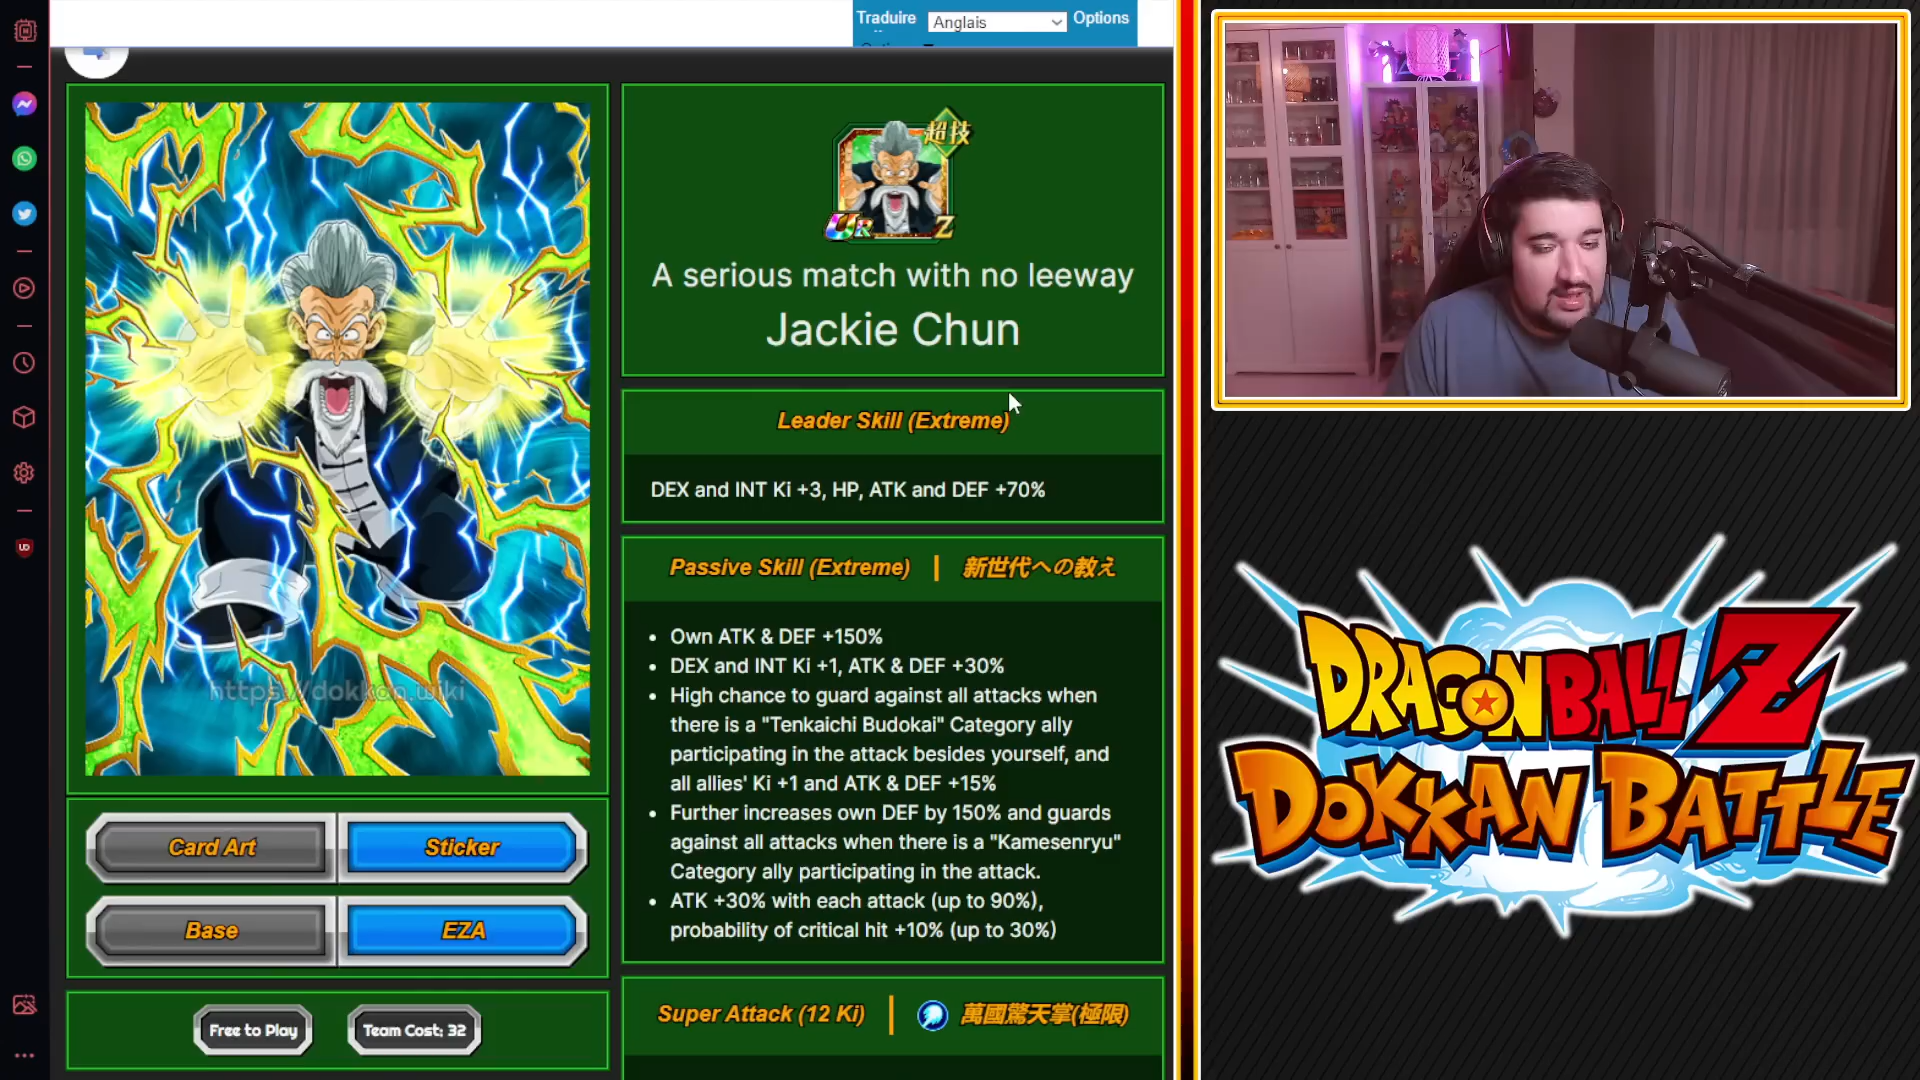 Traduire
Anglais
Options
超技
UR
Z
A serious match with no leeway
Jackie Chun
Leader Skill (Extreme)
DEX and INT Ki +3, HP, ATK and DEF +70%
Passive Skill (Extreme) | 新世代への教え
• Own ATK & DEF +150%
• DEX and INT Ki +1, ATK & DEF +30%
• High chance to guard against all attacks when
there is a "Tenkaichi Budokai" Category ally
participating in the attack besides yourself, and
all allies' Ki +1 and ATK & DEF +15%
• Further increases own DEF by 150% and guards
against all attacks when there is a "Kamesenryu"
Category ally participating in the attack.
• ATK +30% with each attack (up to 90%),
probability of critical hit +10% (up to 30%)
Super Attack (12 Ki) | 萬國驚天掌(極限)
https://dokkan.wiki
Card Art
Sticker
Base
EZA
Free to Play
Team Cost: 32
DRAGON BALL Z
DOKKAN BATTLE